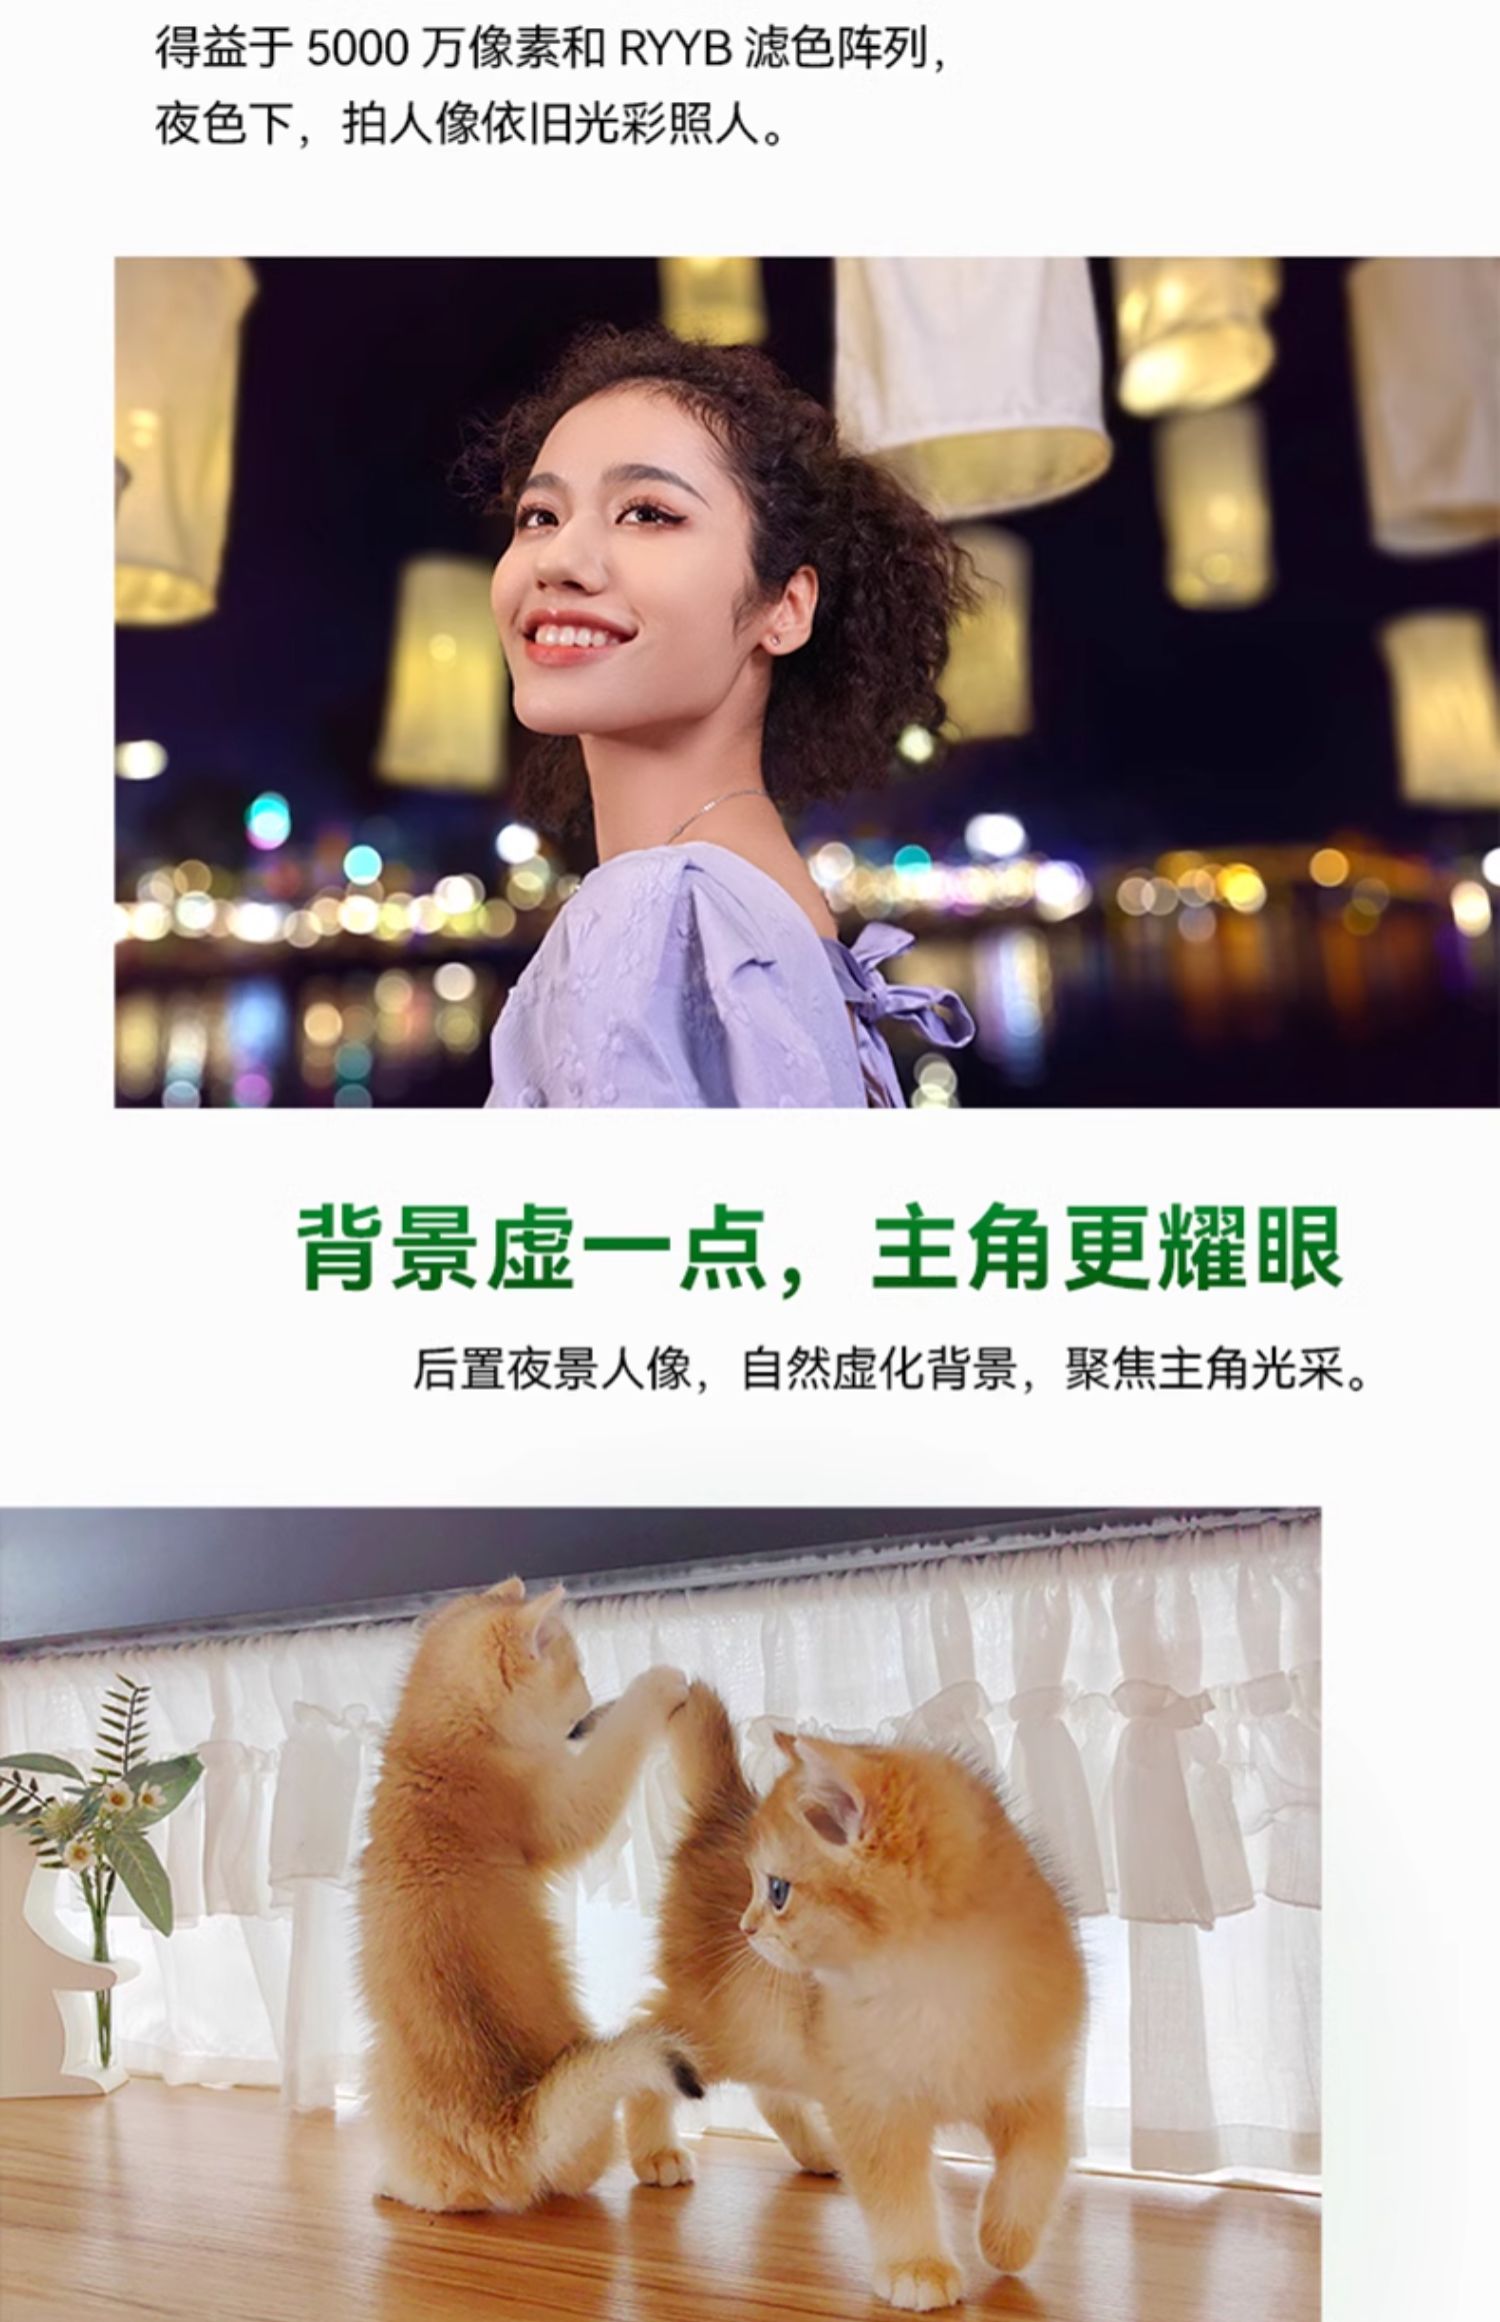 得益于 5000 万像素和 RYYB 滤色阵列，
夜色下，拍人像依旧光彩照人。
背景虚一点，主角更耀眼
后置夜景人像，自然虚化背景，聚焦主角光采。